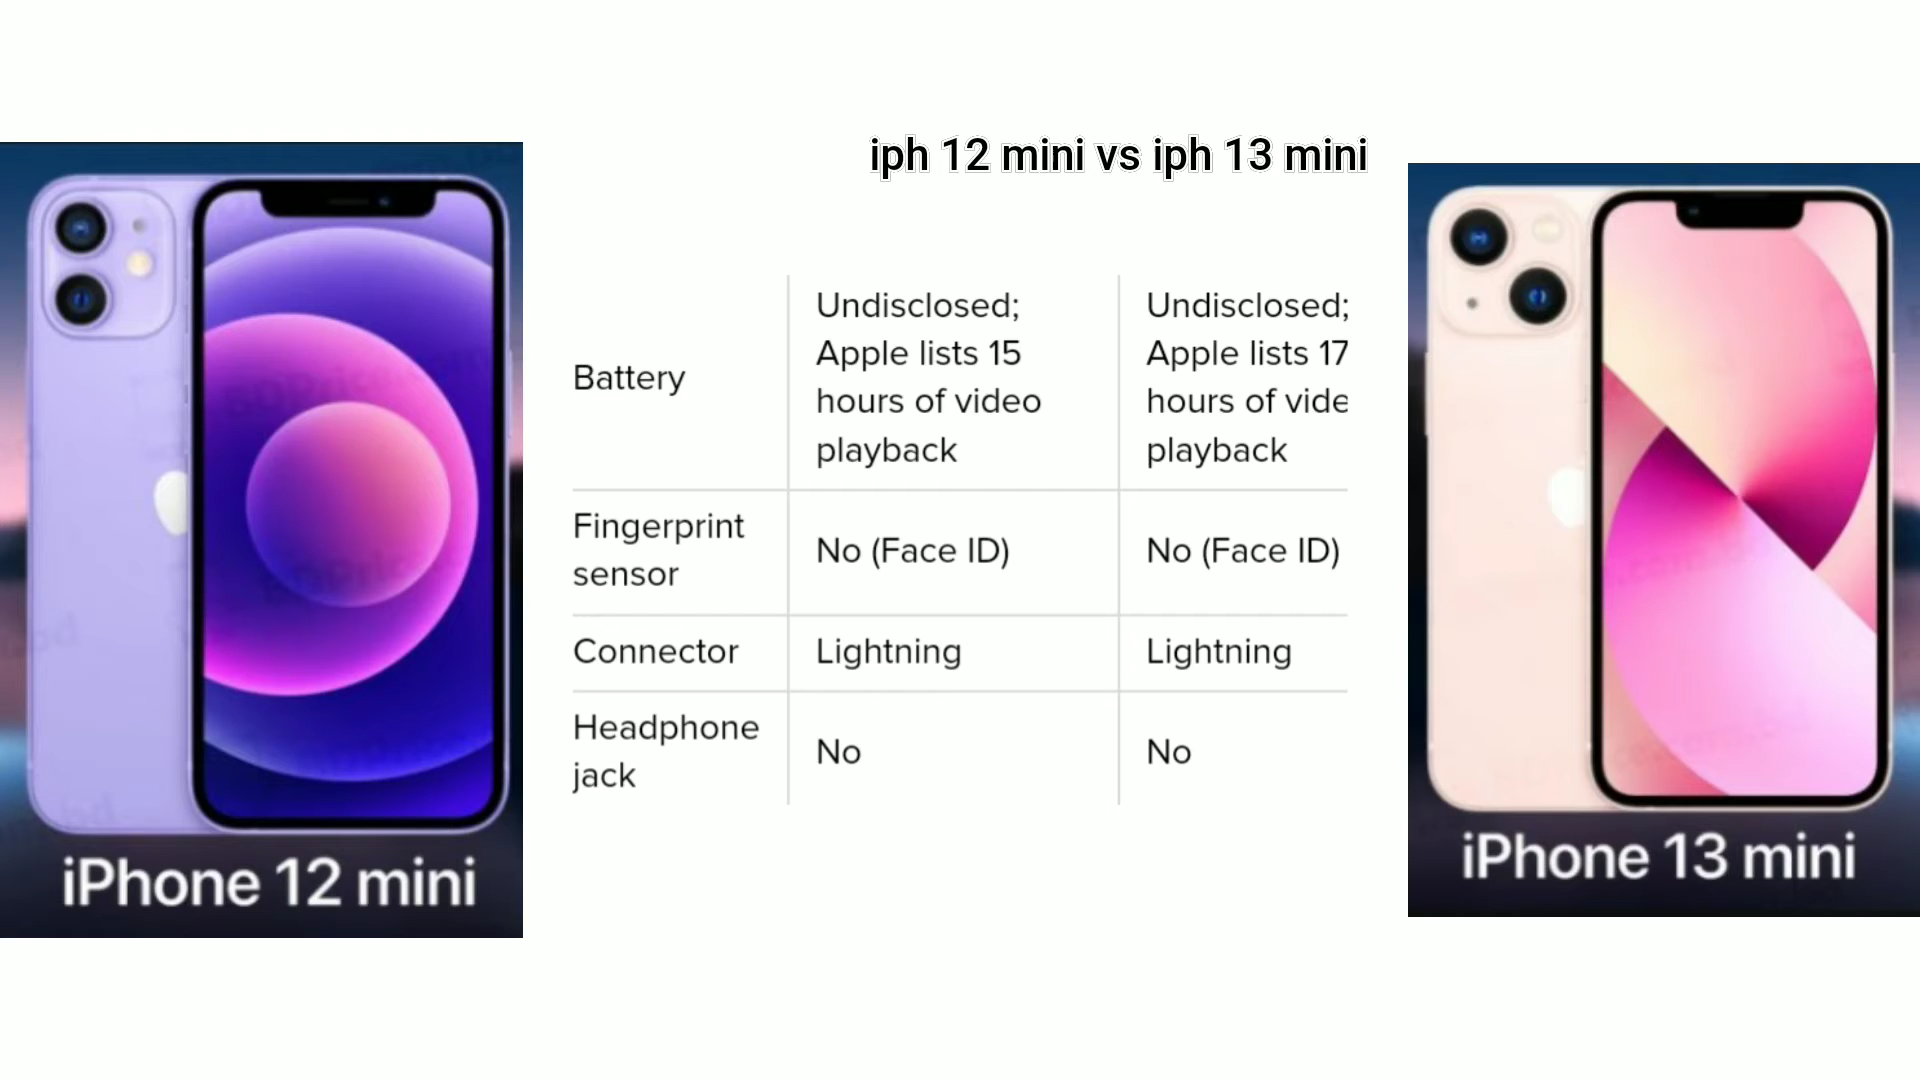 iph 12 mini vs iph 13 mini
Battery
Undisclosed;
Apple lists 15
hours of video
playback
Undisclosed;
Apple lists 17
hours of vide
playback
Fingerprint
sensor
No (Face ID)
No (Face ID)
Connector
Lightning
Lightning
Headphone
jack
No
No
iPhone 12 mini
iPhone 13 mini